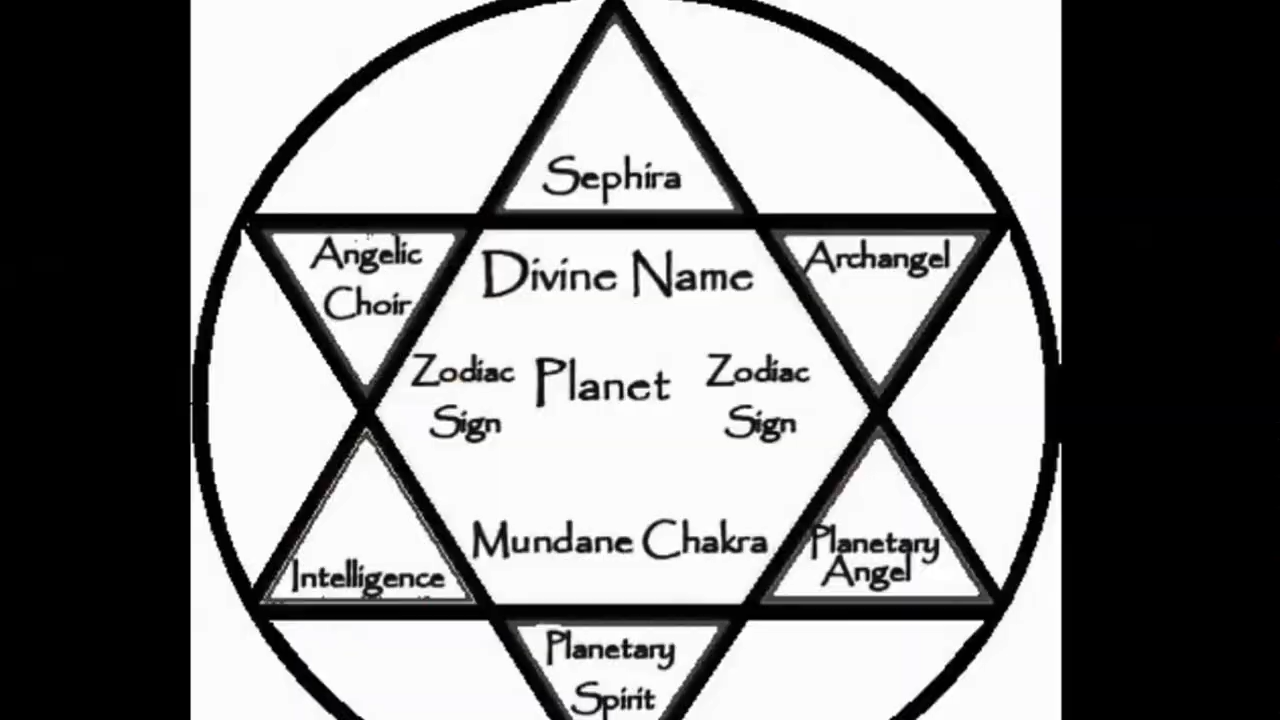 Sephira
Angelic
Choir
Divine Name
Archangel
Zodiac
Sign
Planet
Zodiac
Sign
Mundane Chakra
Intelligence
Planetary
Angel
Planetary
Spirit